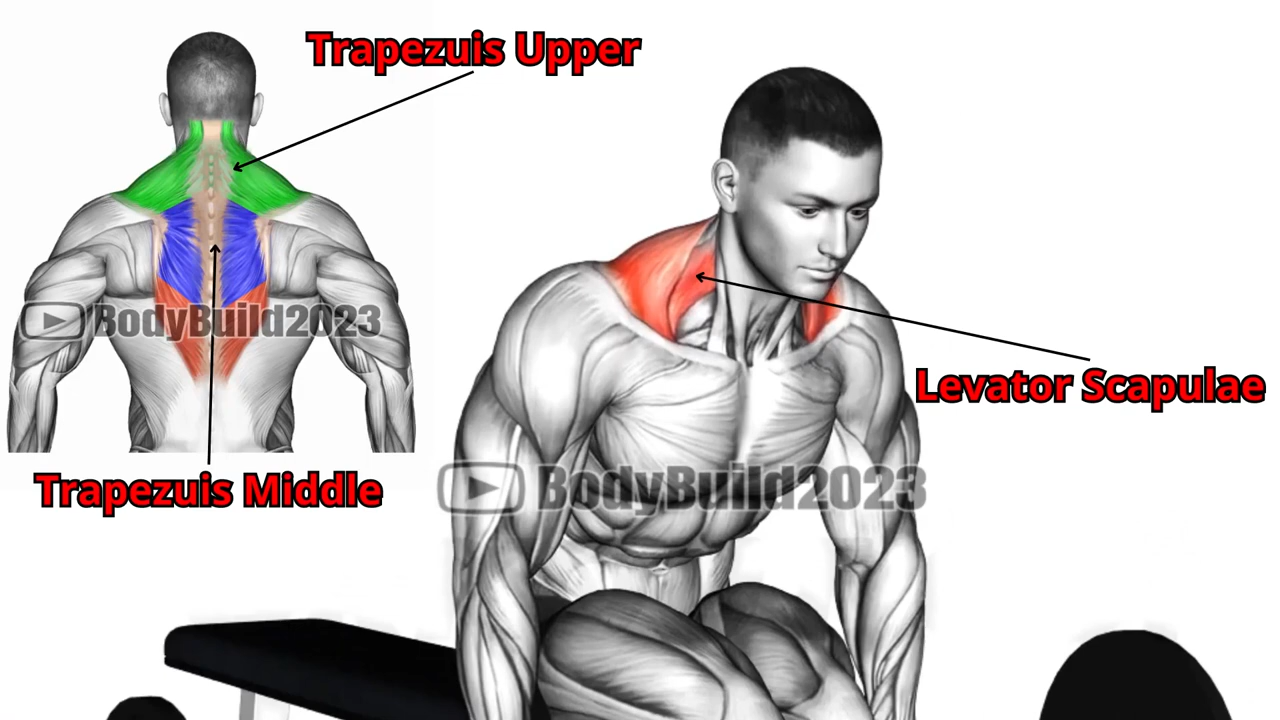 Trapezuis Upper
BodyBuild2023
Levator Scapulae
Trapezuis Middle
BodyBuild2023